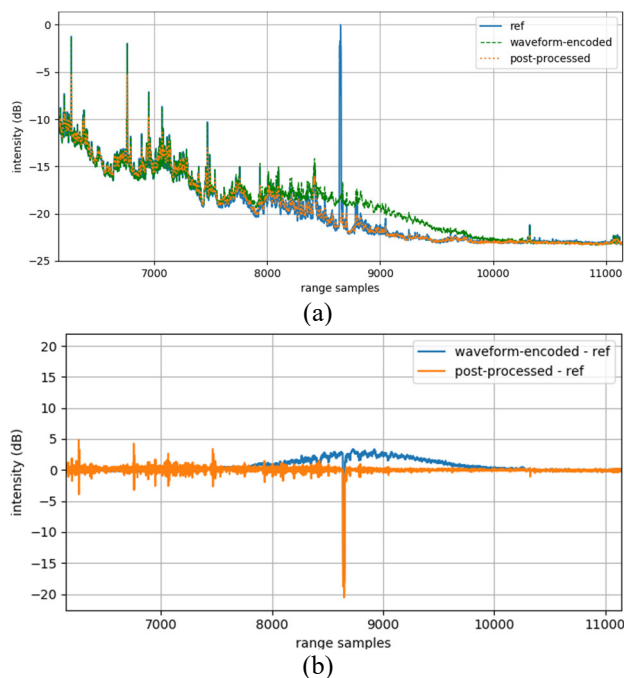 0
−5
−10
−15
−20
−25
intensity (dB)
ref
waveform-encoded
post-processed
7000 8000 9000 10000 11000
range samples
(a)
20
15
10
5
0
−5
−10
−15
−20
intensity (dB)
waveform-encoded - ref
post-processed - ref
7000 8000 9000 10000 11000
range samples
(b)